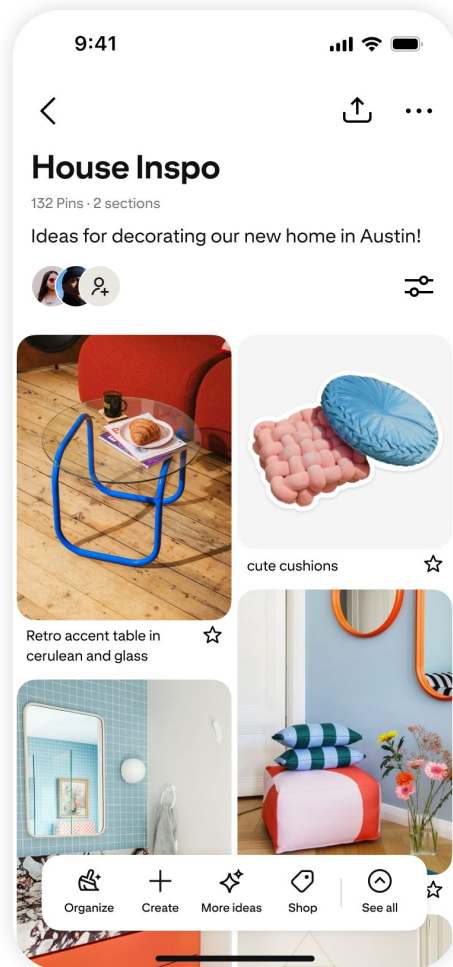 9:41
House Inspo
132 Pins · 2 sections
Ideas for decorating our new home in Austin!
cute cushions
Retro accent table in
cerulean and glass
Organize
Create
More ideas
Shop
See all